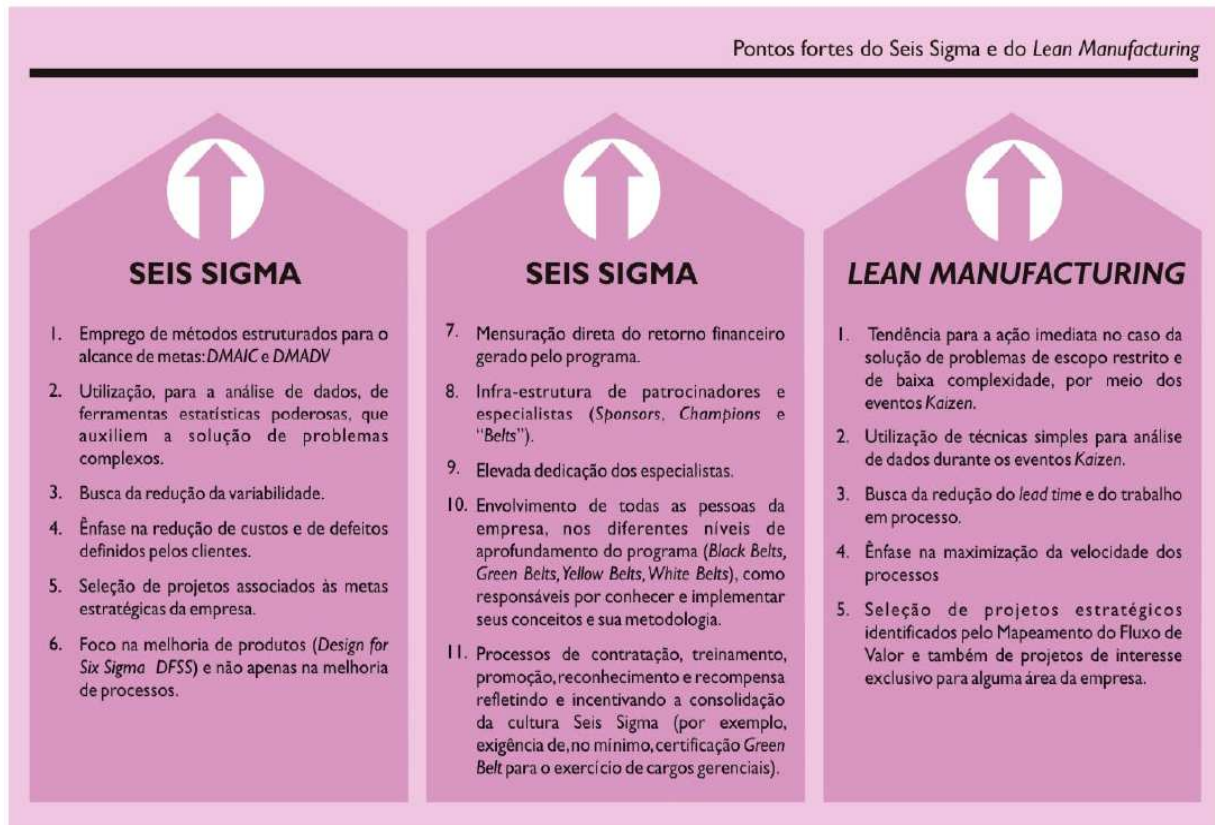 Pontos fortes do Seis Sigma e do Lean Manufacturing
SEIS SIGMA
1. Emprego de métodos estruturados para o
alcance de metas: DMAIC e DMADV
2. Utilização, para a análise de dados, de
ferramentas estatísticas poderosas, que
auxiliem a solução de problemas
complexos.
3. Busca da redução da variabilidade.
4. Ênfase na redução de custos e de defeitos
definidos pelos clientes.
5. Seleção de projetos associados às metas
estratégicas da empresa.
6. Foco na melhoria de produtos (Design for
Six Sigma DFSS) e não apenas na melhoria
de processos.
SEIS SIGMA
7. Mensuração direta do retorno financeiro
gerado pelo programa.
8. Infra-estrutura de patrocinadores e
especialistas (Sponsors, Champions e
“Belts”).
9. Elevada dedicação dos especialistas.
10. Envolvimento de todas as pessoas da
empresa, nos diferentes níveis de
aprofundamento do programa (Black Belts,
Green Belts, Yellow Belts, White Belts), como
responsáveis por conhecer e implementar
seus conceitos e sua metodologia.
11. Processos de contratação, treinamento,
promoção, reconhecimento e recompensa
refletindo e incentivando a consolidação
da cultura Seis Sigma (por exemplo,
exigência de, no mínimo, certificação Green
Belt para o exercício de cargos gerenciais).
LEAN MANUFACTURING
1. Tendência para a ação imediata no caso da
solução de problemas de escopo restrito e
de baixa complexidade, por meio dos
eventos Kaizen.
2. Utilização de técnicas simples para análise
de dados durante os eventos Kaizen.
3. Busca da redução do lead time e do trabalho
em processo.
4. Ênfase na maximização da velocidade dos
processos
5. Seleção de projetos estratégicos
identificados pelo Mapeamento do Fluxo de
Valor e também de projetos de interesse
exclusivo para alguma área da empresa.